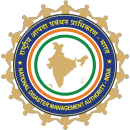 राष्ट्रीय आपदा प्रबंधन प्राधिकरण, भारत
NATIONAL DISASTER MANAGEMENT AUTHORITY • INDIA